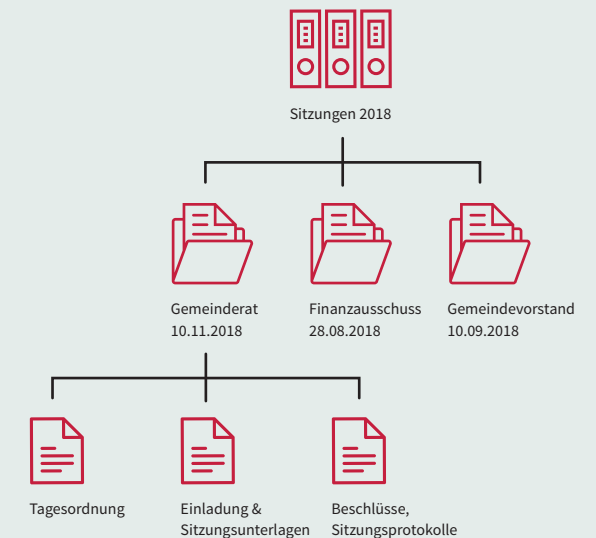 Sitzungen 2018
Gemeinderat
10.11.2018
Finanzausschuss
28.08.2018
Gemeindevorstand
10.09.2018
Tagesordnung
Einladung &
Sitzungsunterlagen
Beschlüsse,
Sitzungsprotokolle